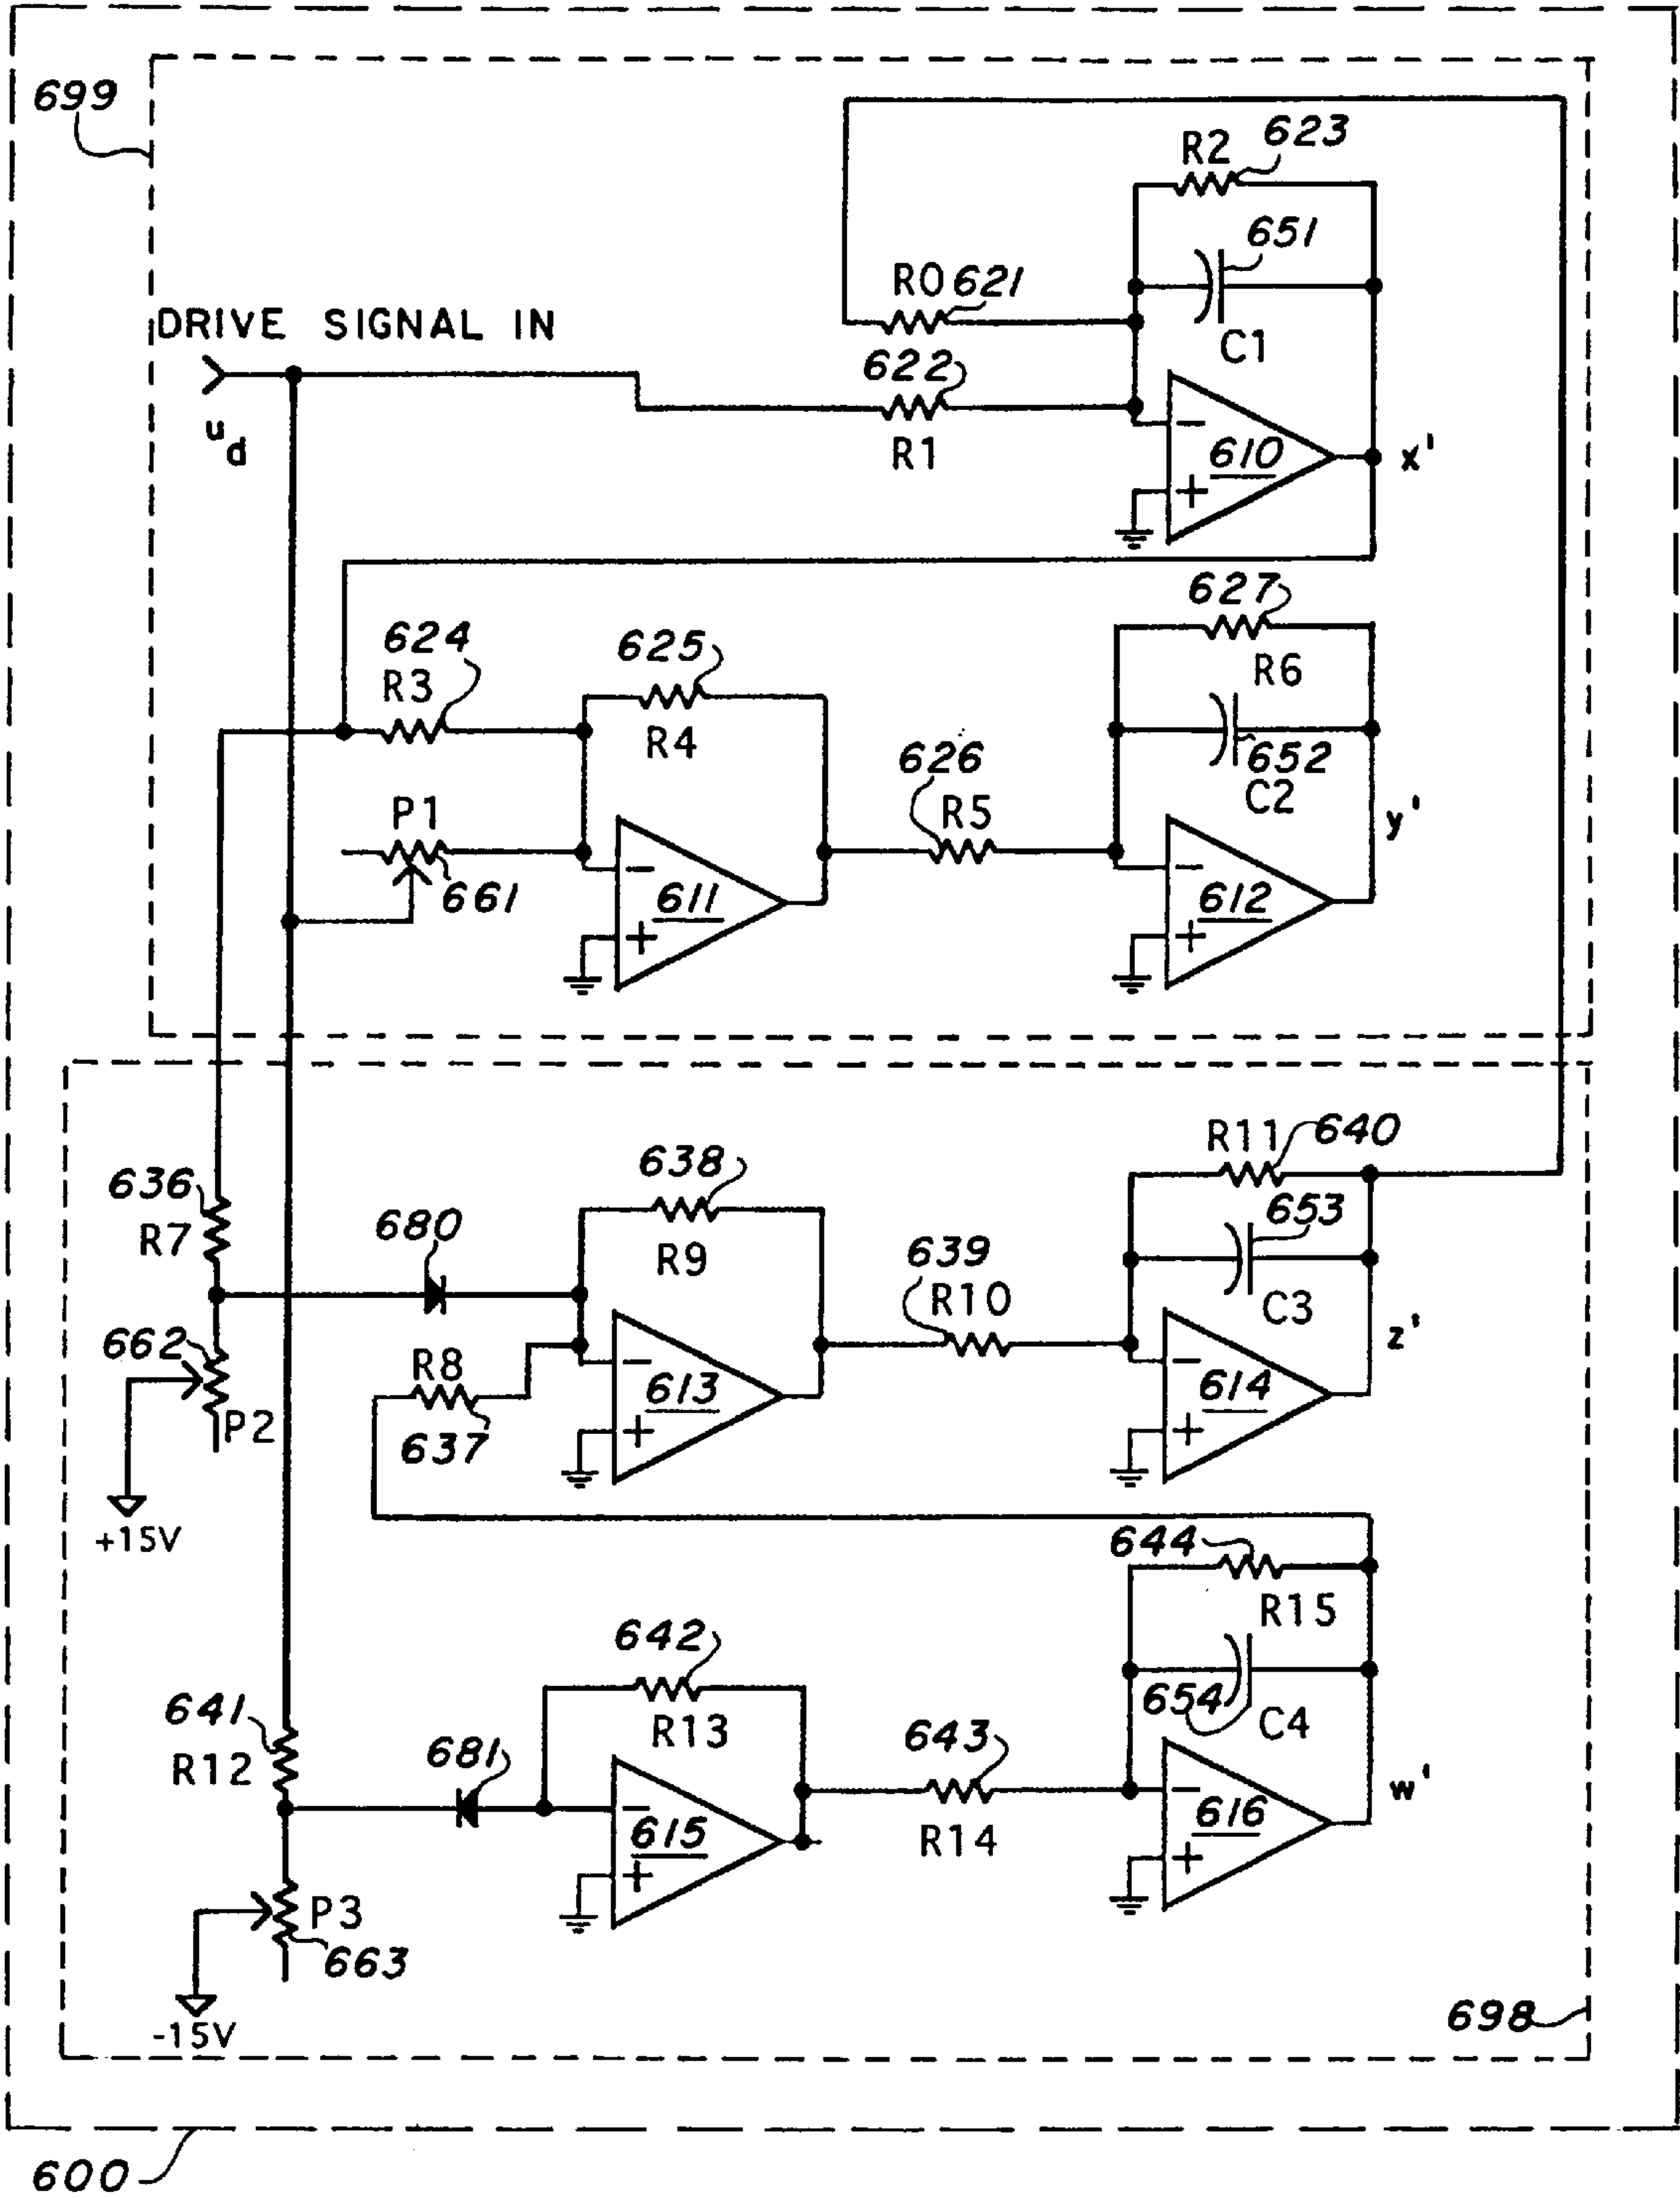 699
R2
623
651
R0
621
C1
DRIVE SIGNAL IN
622
u d
R1
610
x'
−
+
624
R3
625
R4
627
R6
626
R5
652
C2
P1
661
611
−
+
612
−
+
y'
636
R7
638
R9
R11
640
653
C3
680
639
R10
662
P2
R8
637
613
−
+
614
−
+
z'
+15V
644
R15
642
R13
654
C4
641
R12
681
643
R14
615
−
+
616
−
+
w'
P3
663
-15V
698
600